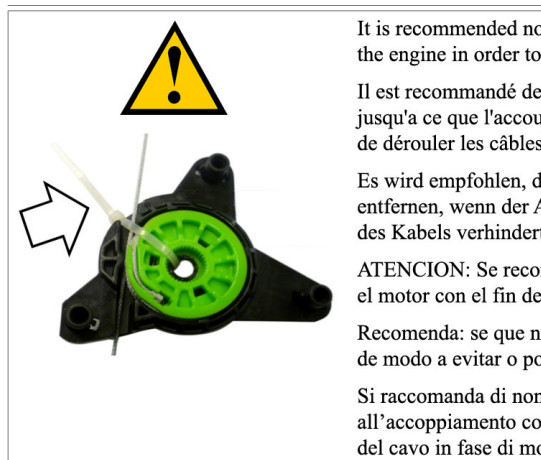 It is recommended no
the engine in order to
Il est recommandé de
jusqu'a ce que l'accou
de dérouler les câbles
Es wird empfohlen, d
entfernen, wenn der A
des Kabels verhindert
ATENCION: Se reco
el motor con el fin de
Recomenda: se que n
de modo a evitar o po
Si raccomanda di non
all’accoppiamento co
del cavo in fase di mo